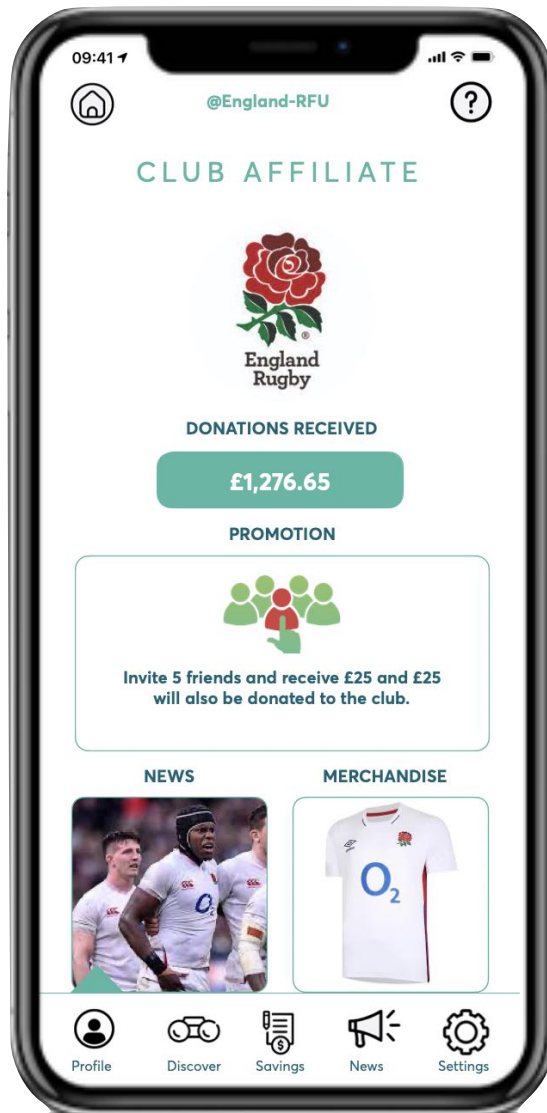 09:41
@England-RFU
?
CLUB AFFILIATE
®
England
Rugby
DONATIONS RECEIVED
£1,276.65
PROMOTION
Invite 5 friends and receive £25 and £25
will also be donated to the club.
NEWS
MERCHANDISE
O2
O2
$
Profile
Discover
Savings
News
Settings